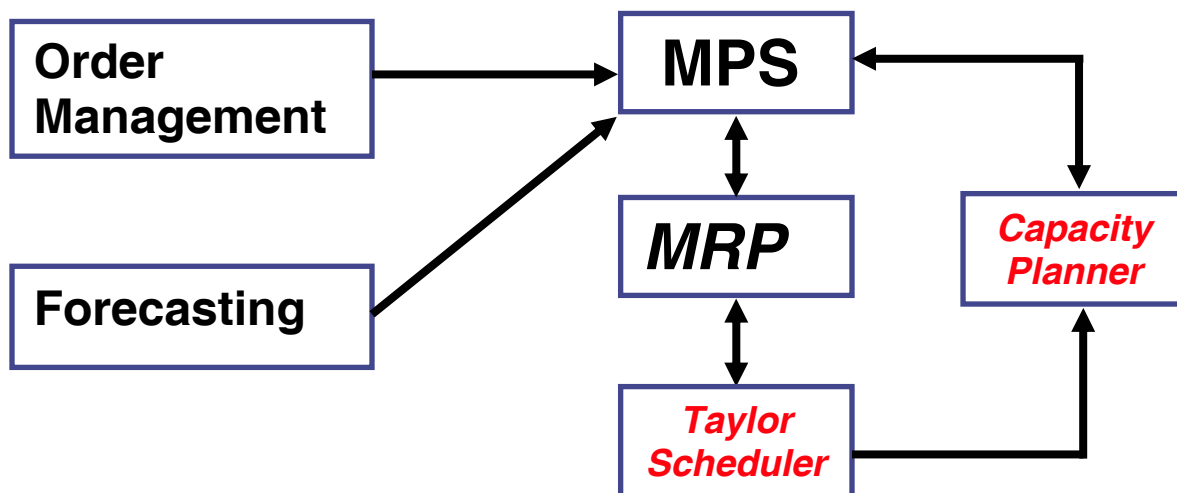 Order
Management
MPS
Capacity
Planner
MRP
Forecasting
Taylor
Scheduler